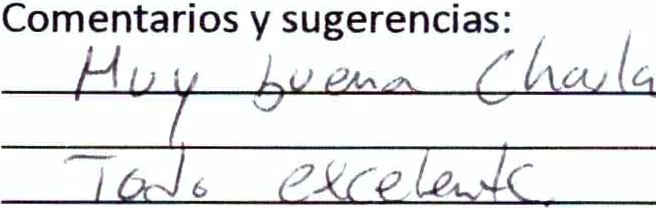 Comentarios y sugerencias:
Muy buena Charla
Todo excelente